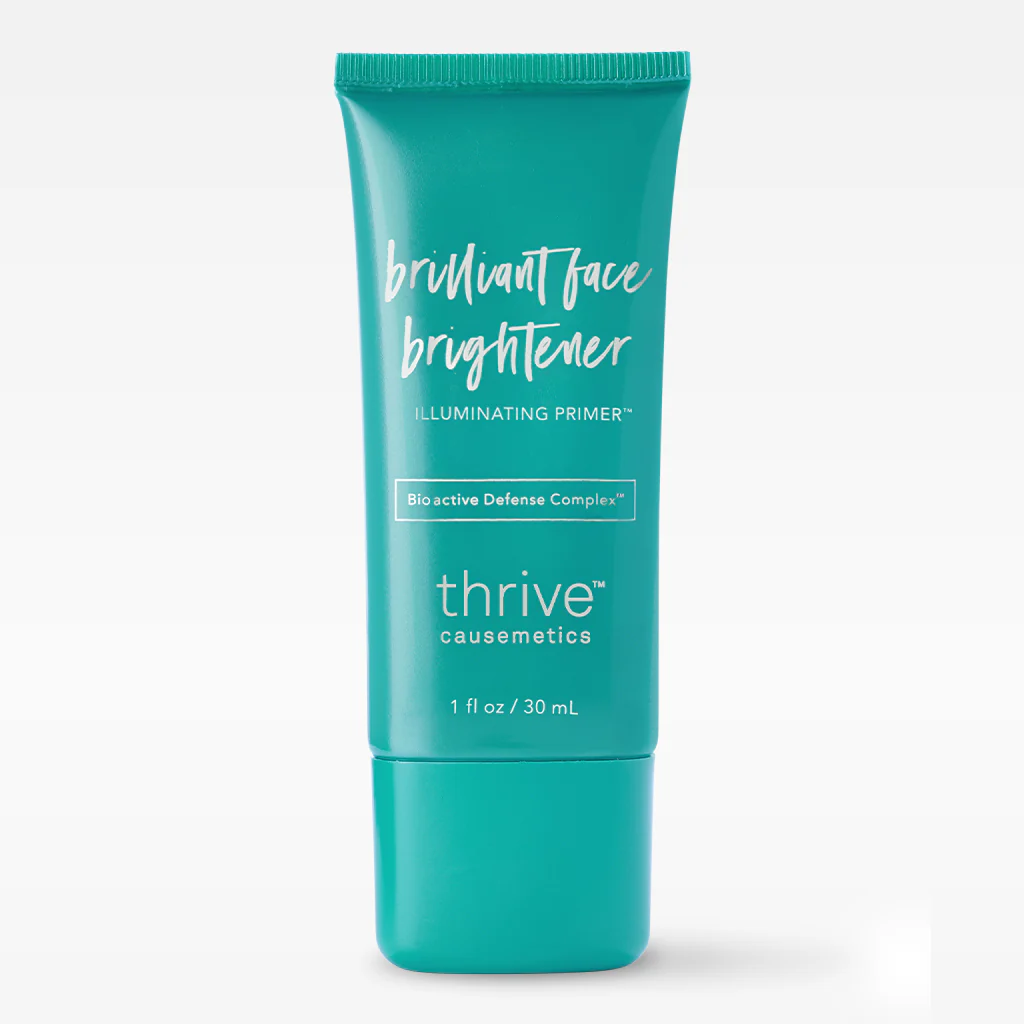 brilliant face
brightener
ILLUMINATING PRIMER™
Bioactive Defense Complex™
thrive™
causemetics
1 fl oz / 30 mL